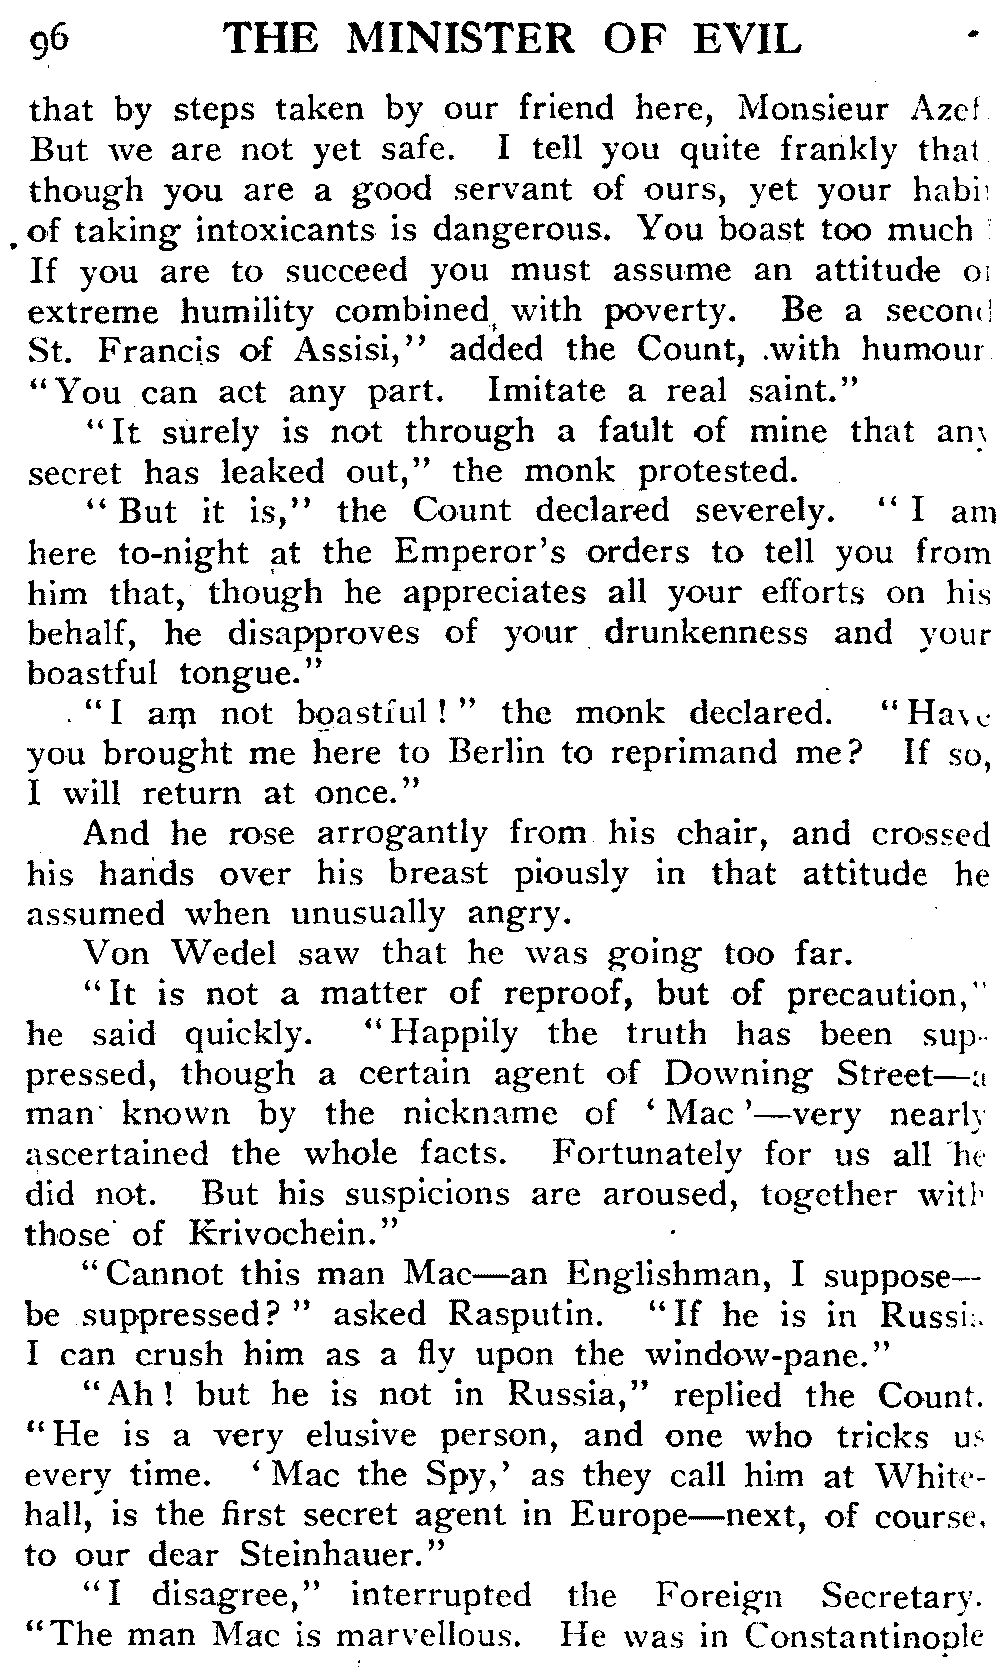 96 THE MINISTER OF EVIL
that by steps taken by our friend here, Monsieur Azef.
But we are not yet safe. I tell you quite frankly that
though you are a good servant of ours, yet your habit
of taking intoxicants is dangerous. You boast too much!
If you are to succeed you must assume an attitude of
extreme humility combined with poverty. Be a second
St. Francis of Assisi," added the Count, with humour.
"You can act any part. Imitate a real saint."
"It surely is not through a fault of mine that any
secret has leaked out," the monk protested.
"But it is," the Count declared severely. "I am
here to-night at the Emperor's orders to tell you from
him that, though he appreciates all your efforts on his
behalf, he disapproves of your drunkenness and your
boastful tongue."
"I am not boastful!" the monk declared. "Have
you brought me here to Berlin to reprimand me? If so,
I will return at once."
And he rose arrogantly from his chair, and crossed
his hands over his breast piously in that attitude he
assumed when unusually angry.
Von Wedel saw that he was going too far.
"It is not a matter of reproof, but of precaution,"
he said quickly. "Happily the truth has been sup-
pressed, though a certain agent of Downing Street—a
man known by the nickname of 'Mac'—very nearly
ascertained the whole facts. Fortunately for us all he
did not. But his suspicions are aroused, together with
those of Krivochein."
"Cannot this man Mac—an Englishman, I suppose—
be suppressed?" asked Rasputin. "If he is in Russia
I can crush him as a fly upon the window-pane."
"Ah! but he is not in Russia," replied the Count.
"He is a very elusive person, and one who tricks us
every time. 'Mac the Spy,' as they call him at White-
hall, is the first secret agent in Europe—next, of course,
to our dear Steinhauer."
"I disagree," interrupted the Foreign Secretary.
"The man Mac is marvellous. He was in Constantinople